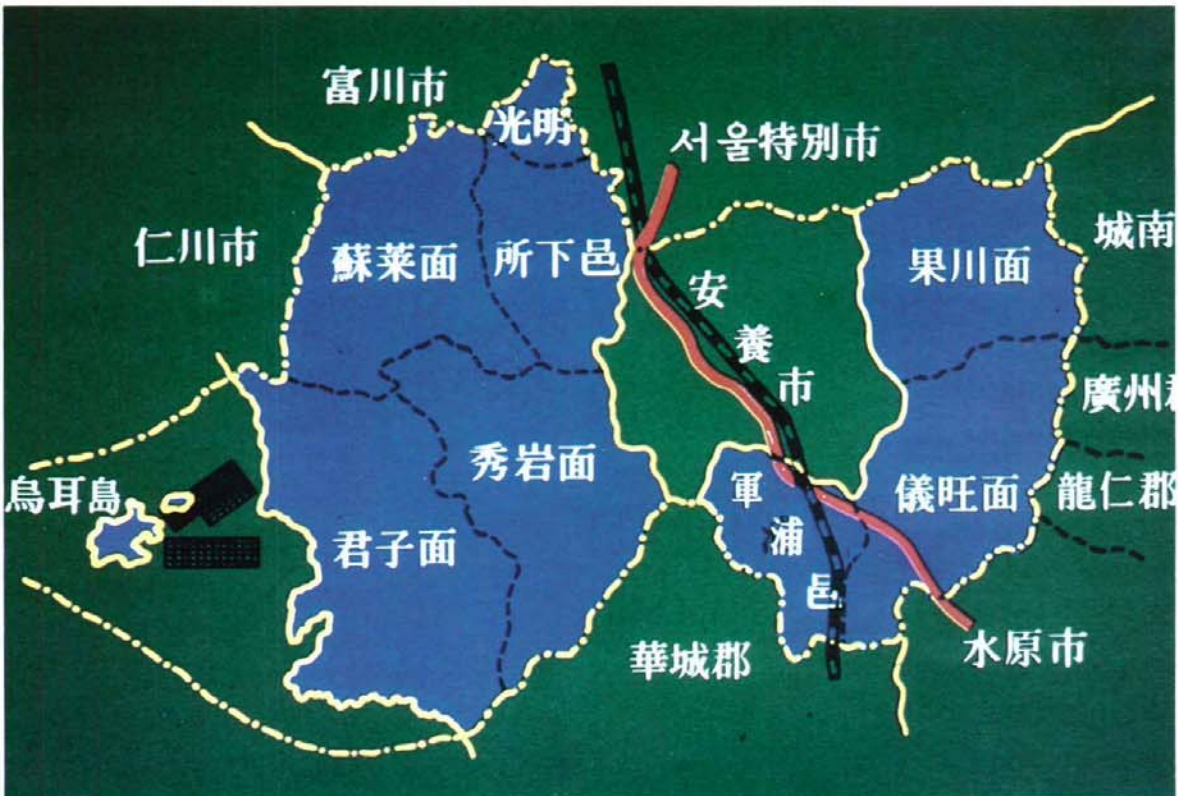 富川市
光明
서울特別市
仁川市
蘇莱面
所下邑
安養市
果川面
城南
廣州郡
烏耳島
秀岩面
君子面
軍浦邑
儀旺面
龍仁郡
華城郡
水原市